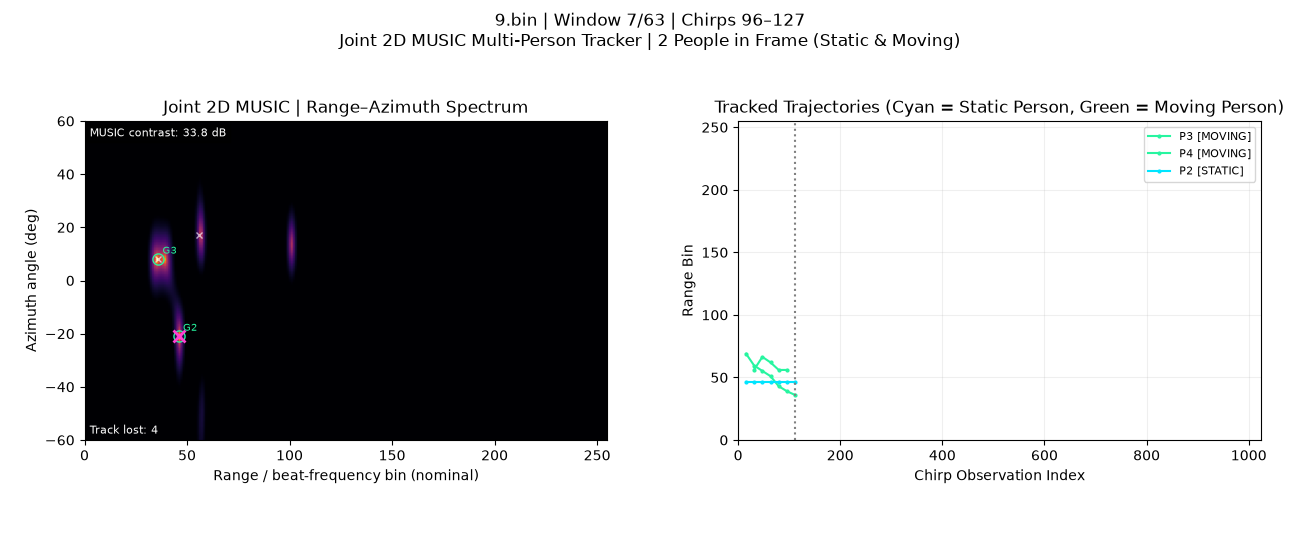 9.bin | Window 7/63 | Chirps 96–127
Joint 2D MUSIC Multi-Person Tracker | 2 People in Frame (Static & Moving)
Joint 2D MUSIC | Range–Azimuth Spectrum
MUSIC contrast: 33.8 dB
G3
G2
Track lost: 4
60
40
20
0
−20
−40
−60
Azimuth angle (deg)
0
50
100
150
200
250
Range / beat-frequency bin (nominal)
Tracked Trajectories (Cyan = Static Person, Green = Moving Person)
P3 [MOVING]
P4 [MOVING]
P2 [STATIC]
250
200
150
100
50
0
Range Bin
0
200
400
600
800
1000
Chirp Observation Index